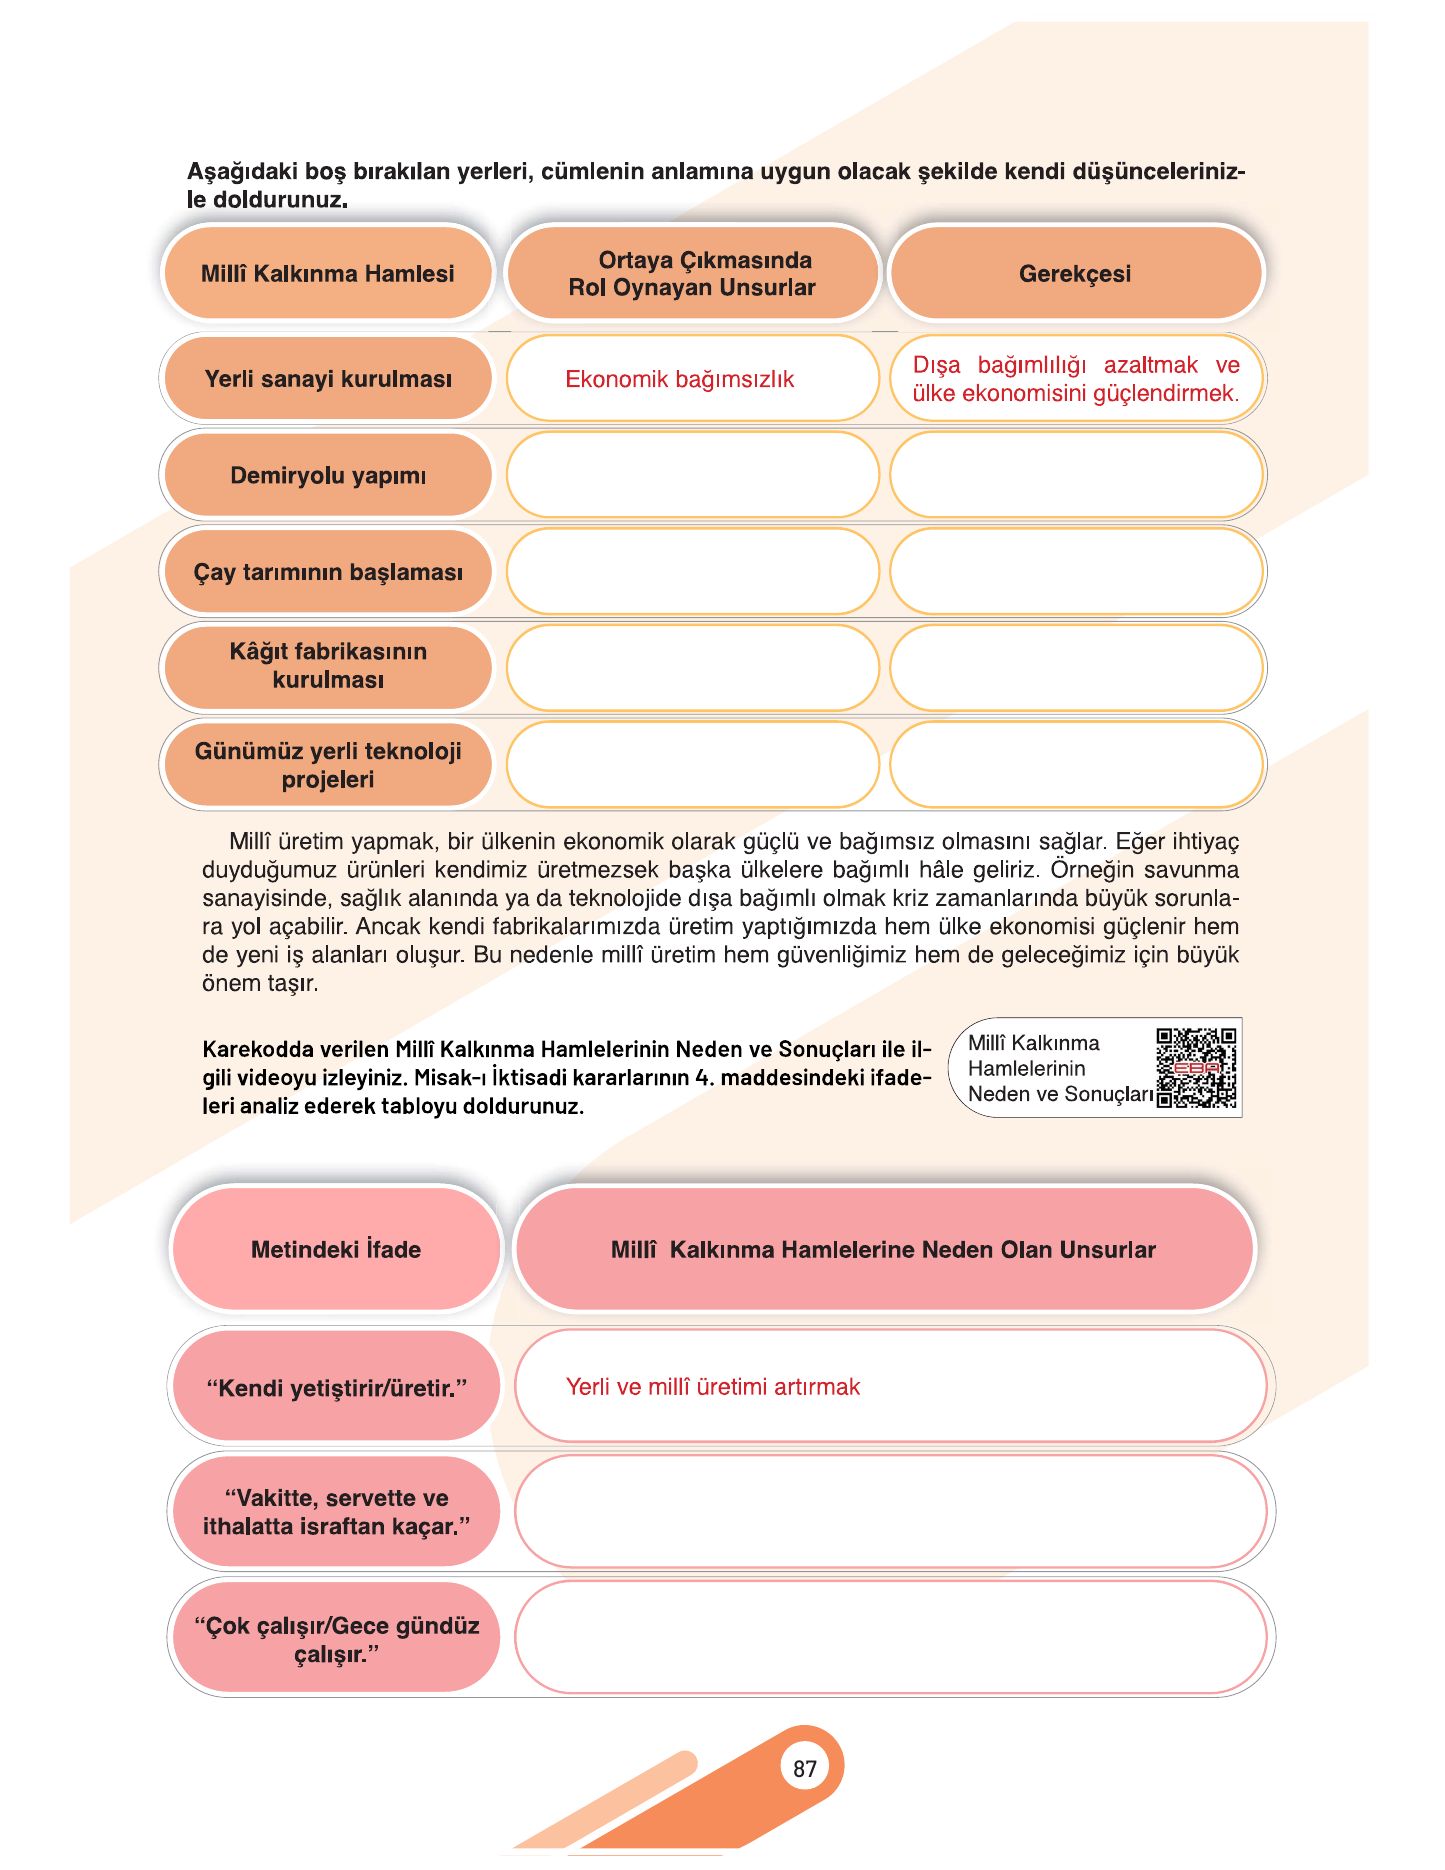 Aşağıdaki boş bırakılan yerleri, cümlenin anlamına uygun olacak şekilde kendi düşünceleriniz-
le doldurunuz.
Millî Kalkınma Hamlesi
Ortaya Çıkmasında
Rol Oynayan Unsurlar
Gerekçesi
Yerli sanayi kurulması
Ekonomik bağımsızlık
Dışa bağımlılığı azaltmak ve
ülke ekonomisini güçlendirmek.
Demiryolu yapımı
Çay tarımının başlaması
Kâğıt fabrikasının
kurulması
Günümüz yerli teknoloji
projeleri
Millî üretim yapmak, bir ülkenin ekonomik olarak güçlü ve bağımsız olmasını sağlar. Eğer ihtiyaç
duyduğumuz ürünleri kendimiz üretmezsek başka ülkelere bağımlı hâle geliriz. Örneğin savunma
sanayisinde, sağlık alanında ya da teknolojide dışa bağımlı olmak kriz zamanlarında büyük sorunla-
ra yol açabilir. Ancak kendi fabrikalarımızda üretim yaptığımızda hem ülke ekonomisi güçlenir hem
de yeni iş alanları oluşur. Bu nedenle millî üretim hem güvenliğimiz hem de geleceğimiz için büyük
önem taşır.
Karekodda verilen Millî Kalkınma Hamlelerinin Neden ve Sonuçları ile il-
gili videoyu izleyiniz. Misak-ı İktisadi kararlarının 4. maddesindeki ifade-
leri analiz ederek tabloyu doldurunuz.
Millî Kalkınma
Hamlelerinin
Neden ve Sonuçları
EBA
Metindeki İfade
Millî Kalkınma Hamlelerine Neden Olan Unsurlar
“Kendi yetiştirir/üretir.”
Yerli ve millî üretimi artırmak
“Vakitte, servette ve
ithalatta israftan kaçar.”
“Çok çalışır/Gece gündüz
çalışır.”
87